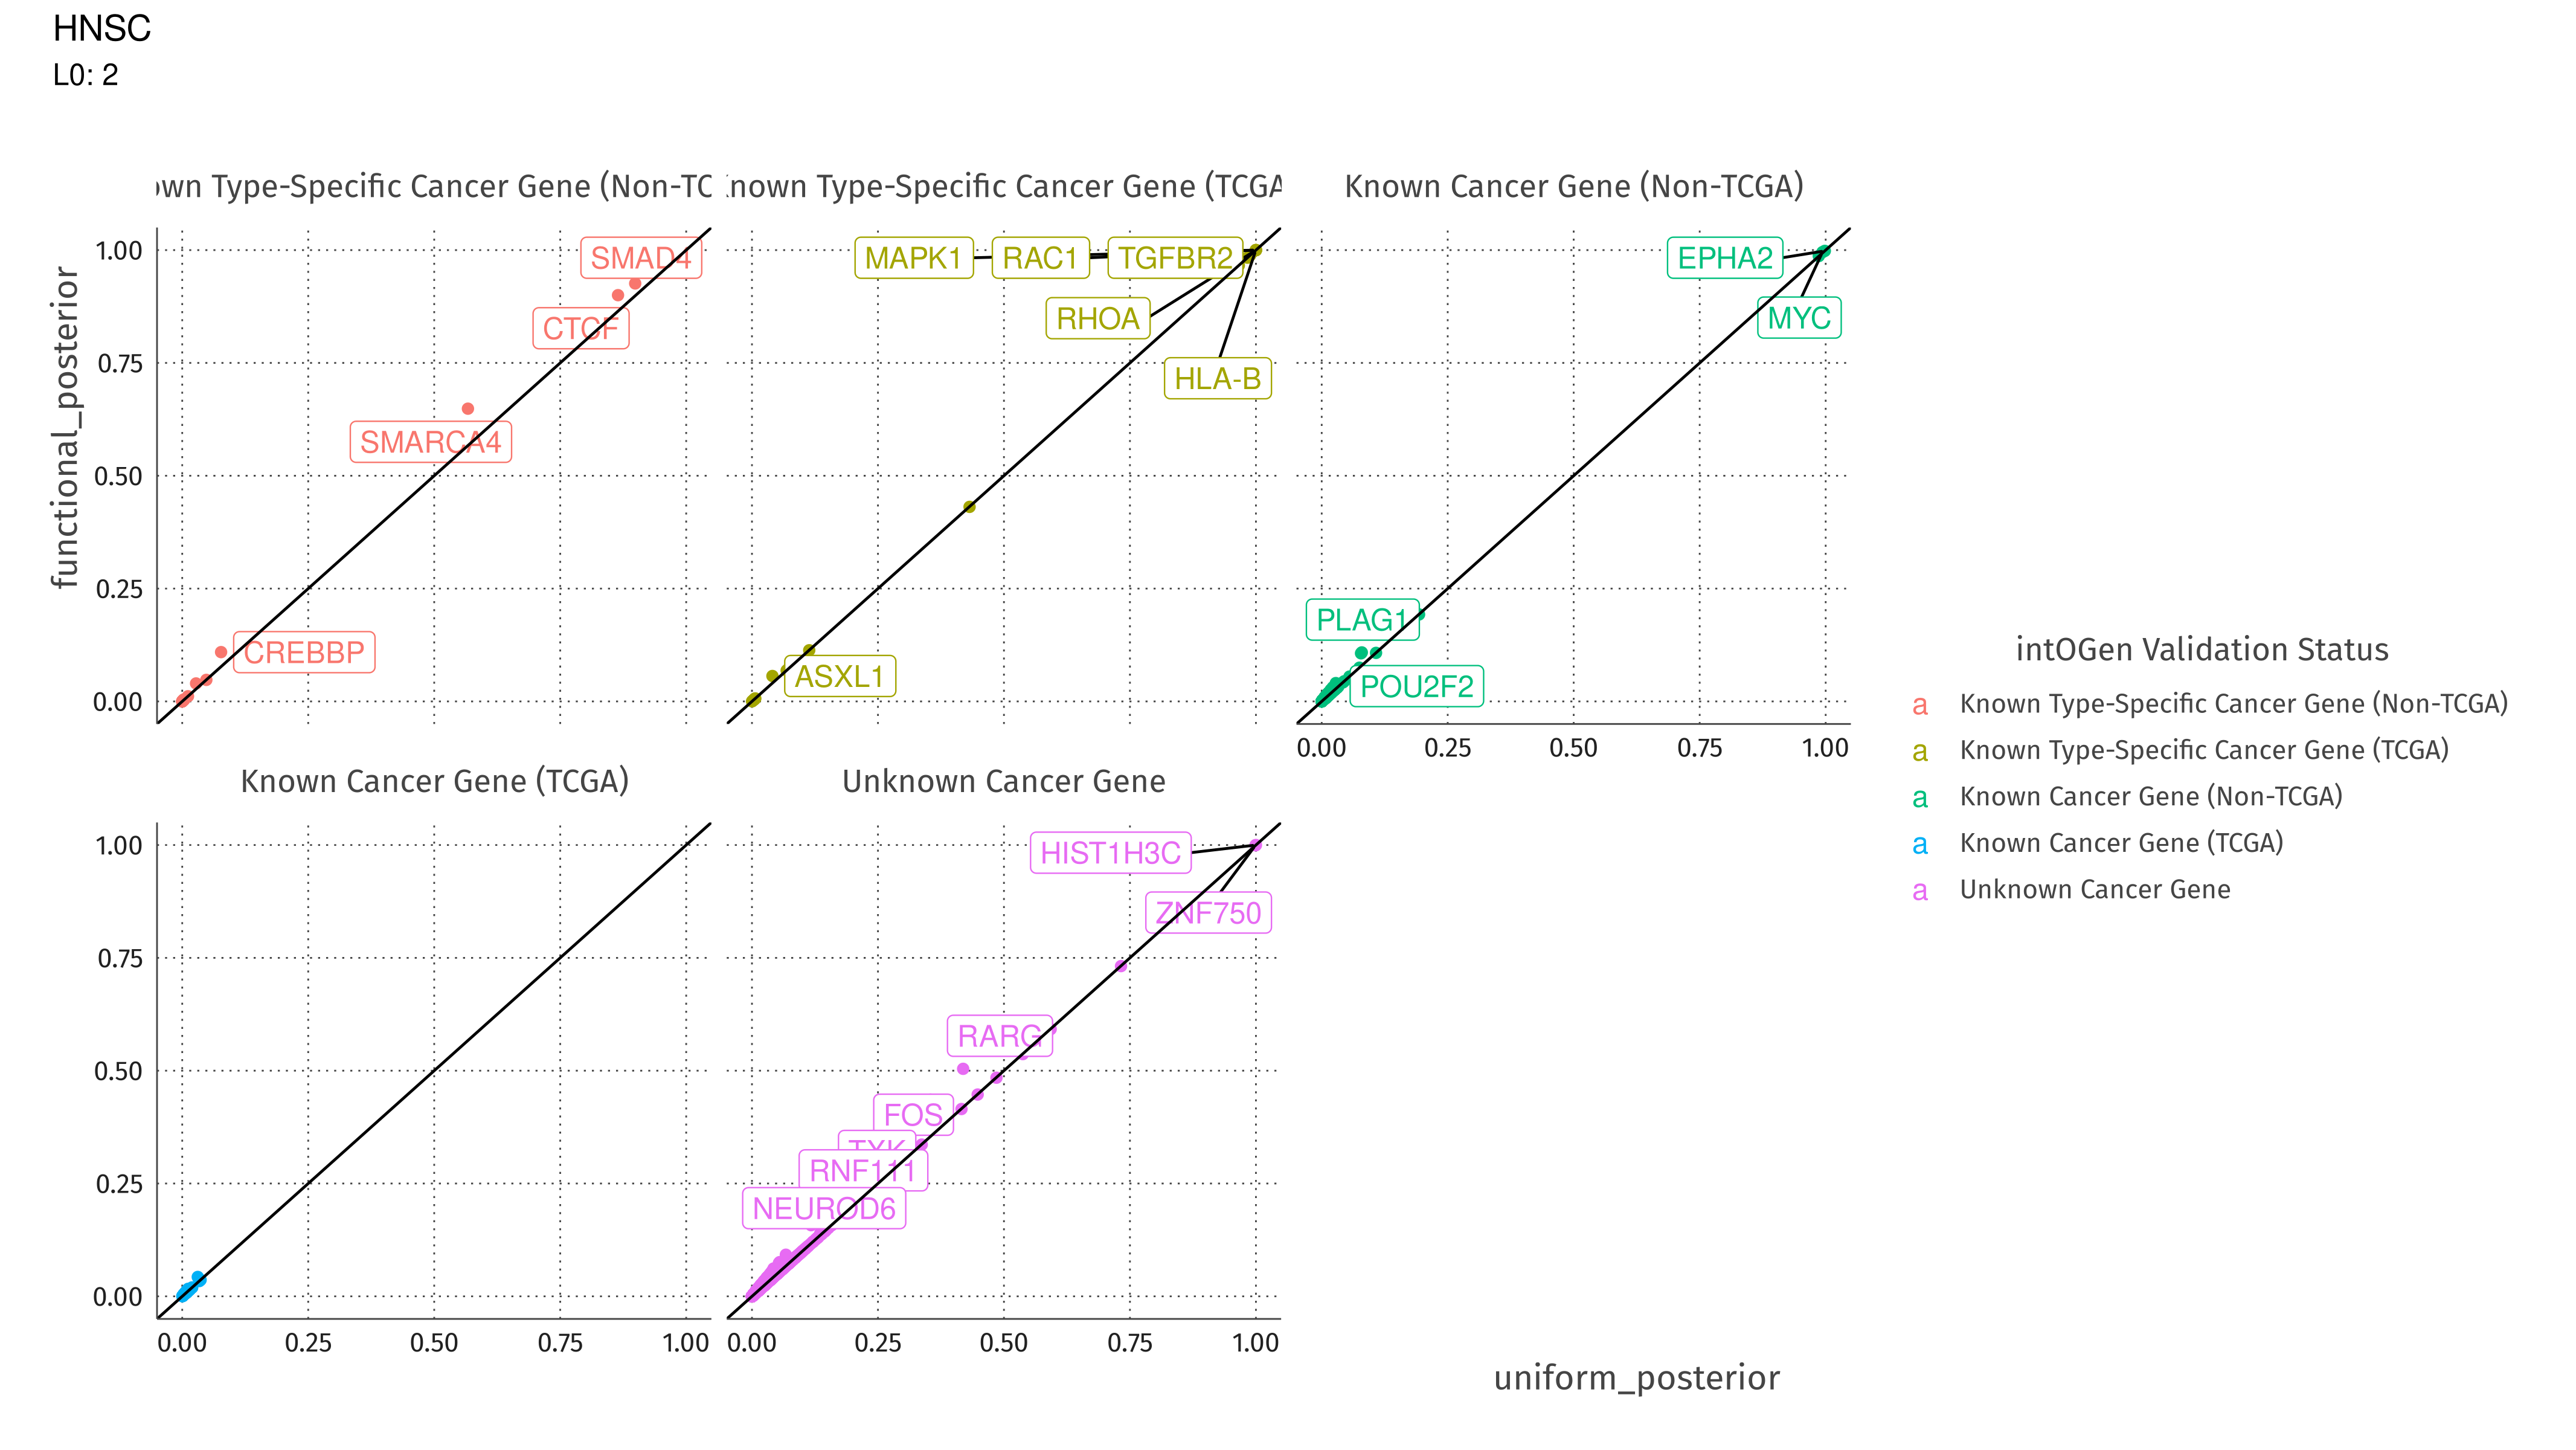 HNSC
L0: 2
own Type-Specific Cancer Gene (Non-TC
nown Type-Specific Cancer Gene (TCGA
Known Cancer Gene (Non-TCGA)
functional_posterior
1.00
0.75
0.50
0.25
0.00
SMAD4
CTCF
SMARCA4
CREBBP
MAPK1
RAC1
TGFBR2
RHOA
HLA-B
ASXL1
EPHA2
MYC
PLAG1
POU2F2
0.00 0.25 0.50 0.75 1.00
Known Cancer Gene (TCGA)
Unknown Cancer Gene
1.00
0.75
0.50
0.25
0.00
HIST1H3C
ZNF750
RARG
FOS
RNF111
NEUROD6
0.00 0.25 0.50 0.75 1.00
0.00 0.25 0.50 0.75 1.00
uniform_posterior
intOGen Validation Status
a Known Type-Specific Cancer Gene (Non-TCGA)
a Known Type-Specific Cancer Gene (TCGA)
a Known Cancer Gene (Non-TCGA)
a Known Cancer Gene (TCGA)
a Unknown Cancer Gene